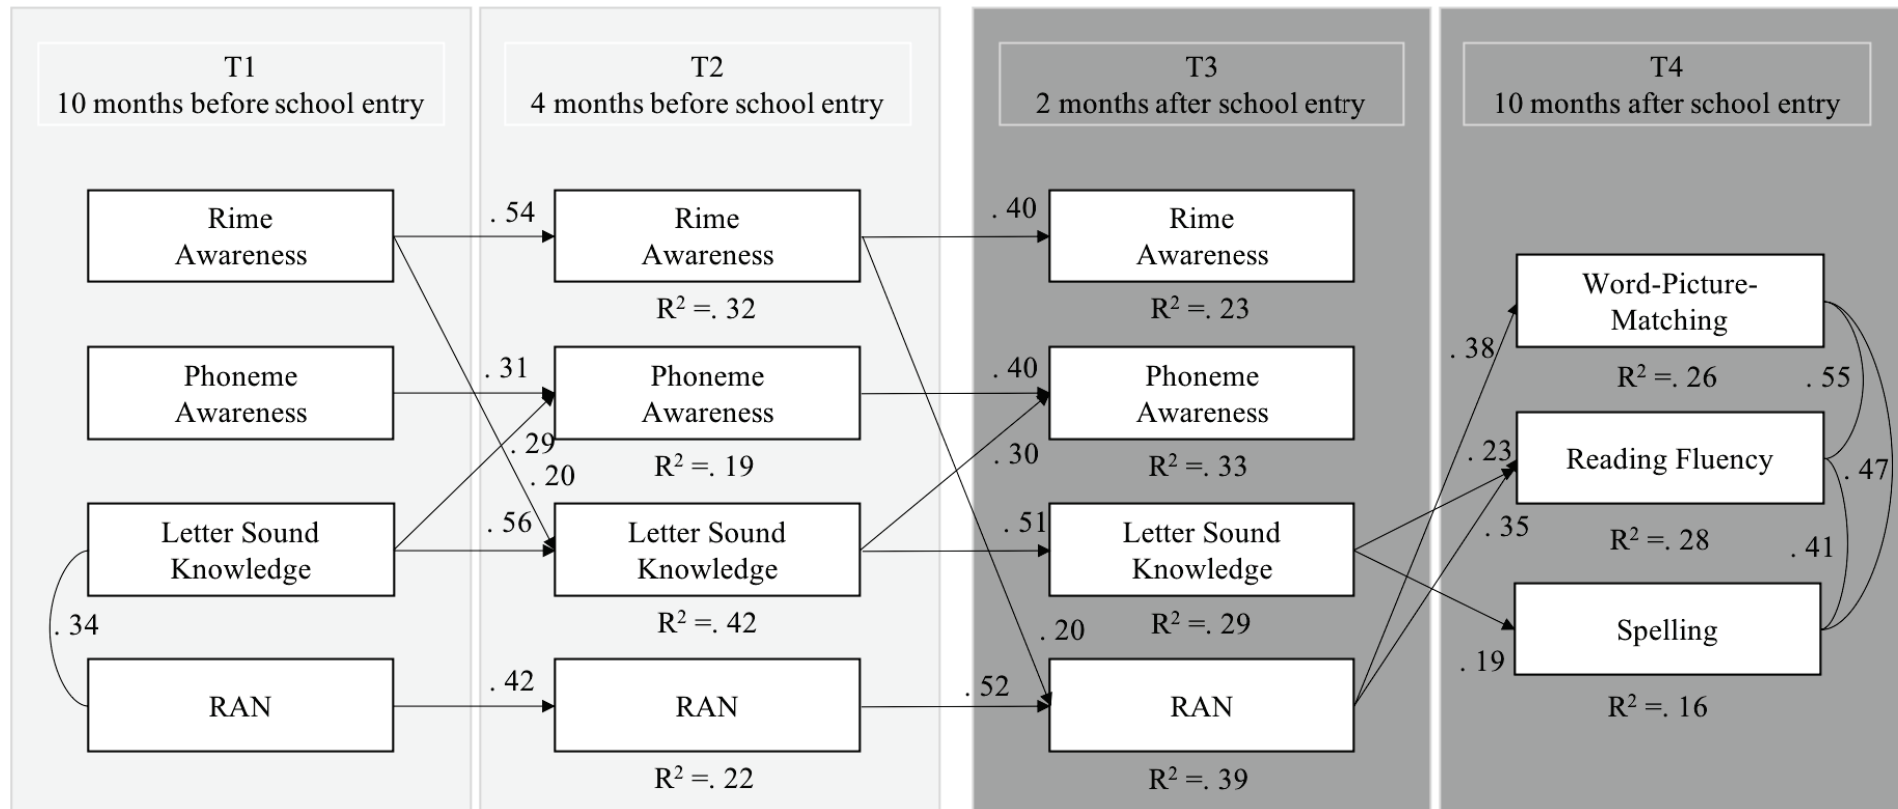 T1
10 months before school entry
T2
4 months before school entry
T3
2 months after school entry
T4
10 months after school entry
Rime
Awareness
Phoneme
Awareness
Letter Sound
Knowledge
RAN
. 34
. 54
. 31
. 29
. 20
. 56
. 42
Rime
Awareness
R² =. 32
Phoneme
Awareness
R² =. 19
Letter Sound
Knowledge
R² =. 42
RAN
R² =. 22
. 40
. 40
. 30
. 51
. 20
. 52
Rime
Awareness
R² =. 23
Phoneme
Awareness
R² =. 33
Letter Sound
Knowledge
R² =. 29
RAN
R² =. 39
. 38
. 23
. 35
. 19
Word-Picture-
Matching
R² =. 26
Reading Fluency
R² =. 28
Spelling
R² =. 16
. 55
. 47
. 41